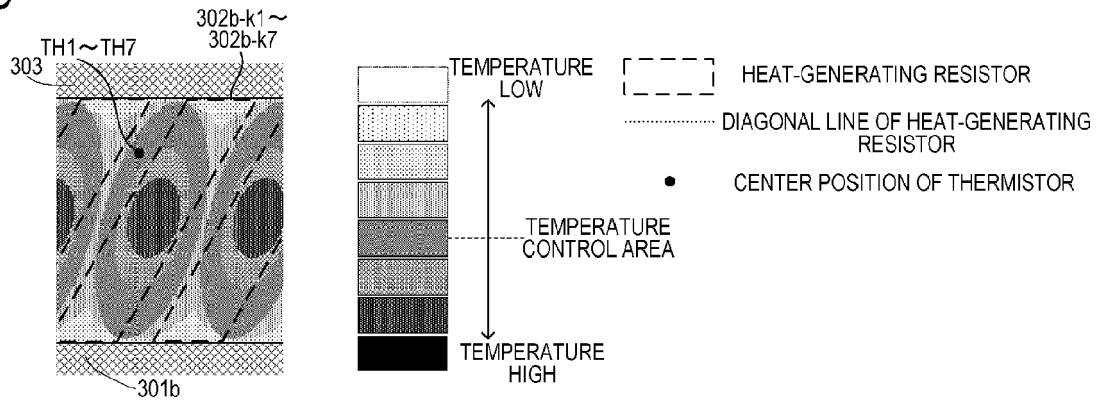 302b-k1～
302b-k7
TH1～TH7
303
301b
TEMPERATURE
LOW
TEMPERATURE
CONTROL AREA
TEMPERATURE
HIGH
HEAT-GENERATING RESISTOR
DIAGONAL LINE OF HEAT-GENERATING
RESISTOR
CENTER POSITION OF THERMISTOR